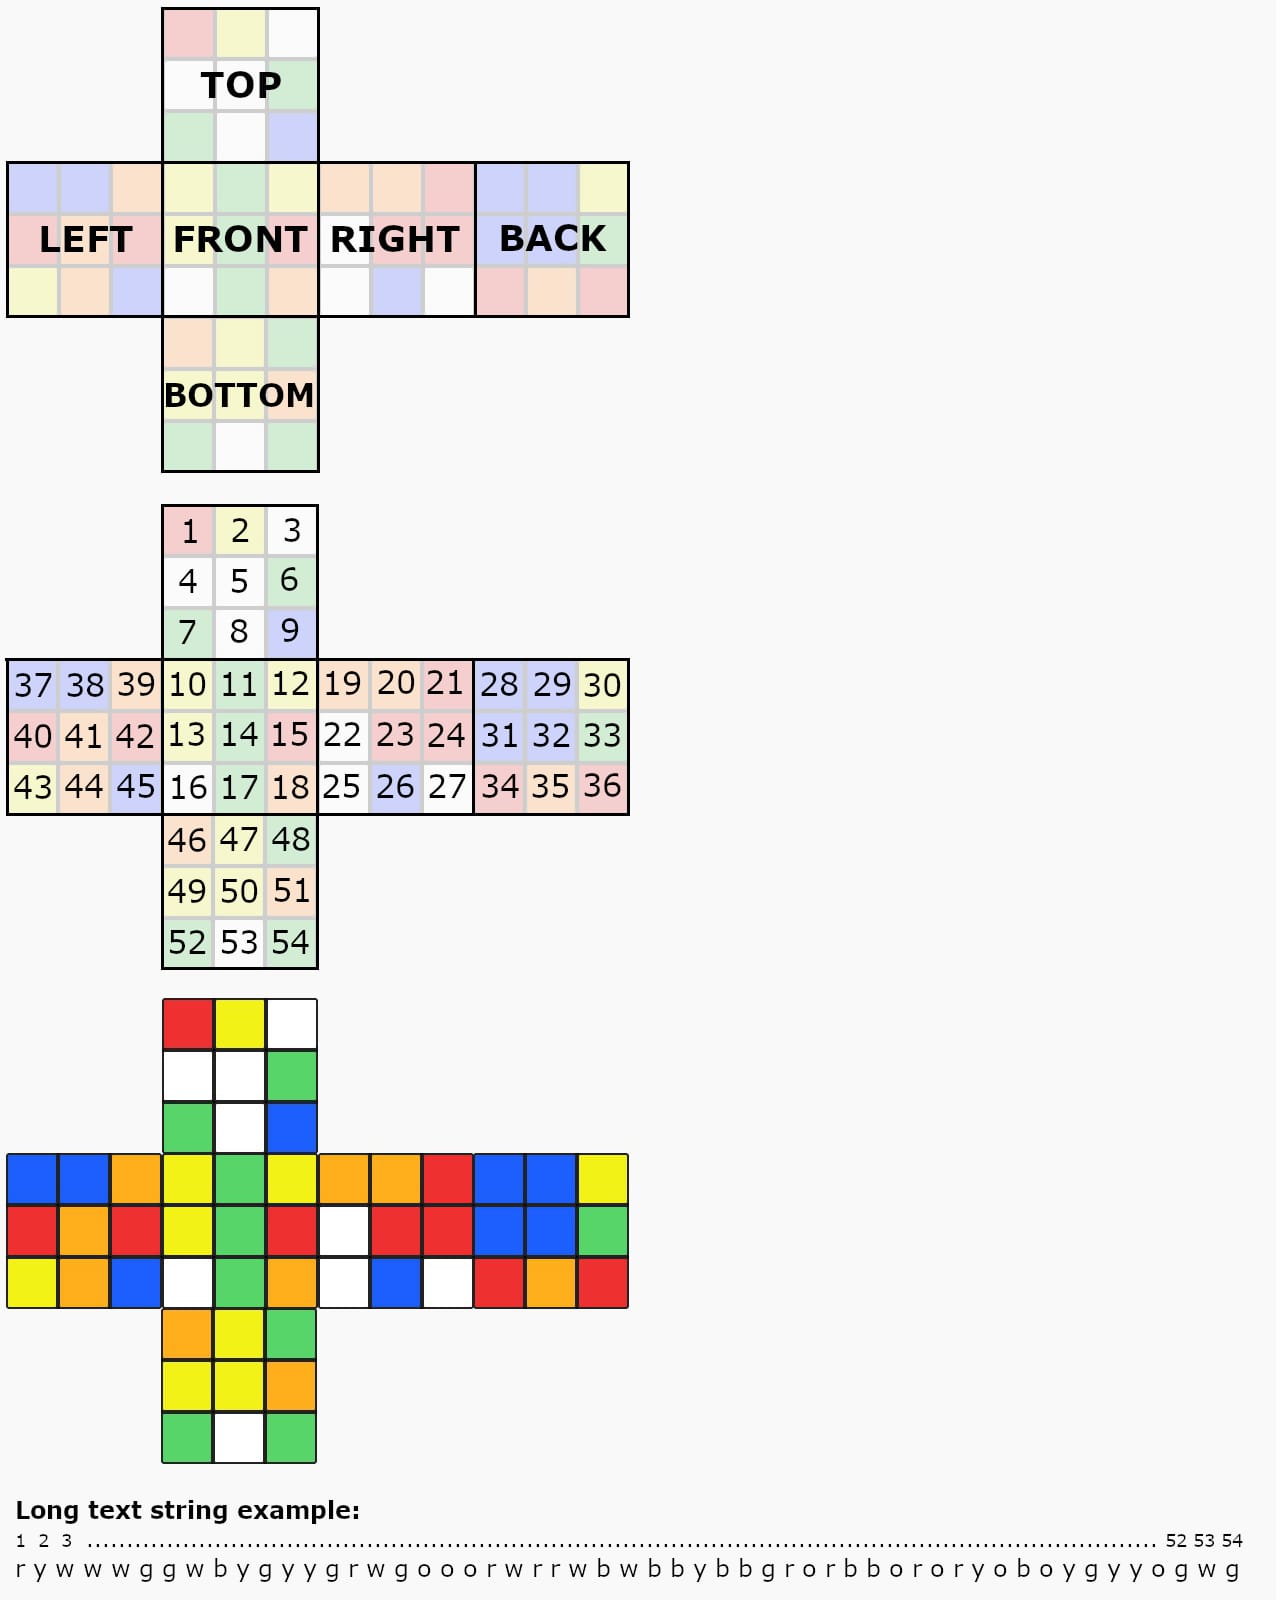 TOP
LEFT FRONT RIGHT BACK
BOTTOM
1 2 3
4 5 6
7 8 9
37 38 39 10 11 12 19 20 21 28 29 30
40 41 42 13 14 15 22 23 24 31 32 33
43 44 45 16 17 18 25 26 27 34 35 36
46 47 48
49 50 51
52 53 54
Long text string example:
1 2 3 ........................................................................................................................................ 52 53 54
r y w w w g g w b y g y y g r w g o o o r w r r w b w b b y b b g r o r b b o r o r y o b o y g y y o g w g